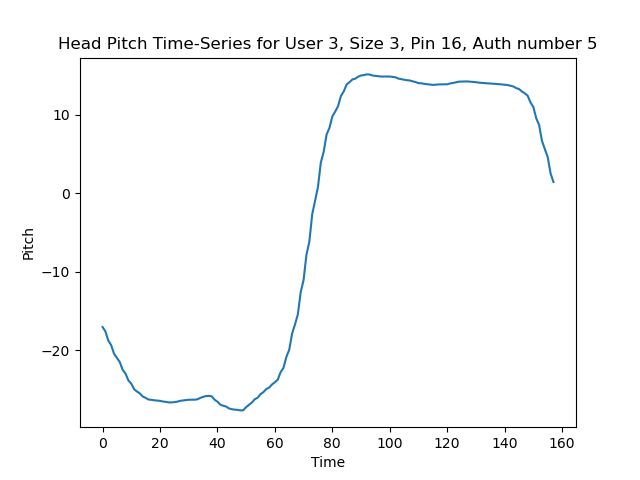 Head Pitch Time-Series for User 3, Size 3, Pin 16, Auth number 5
10
0
−10
−20
Pitch
0 20 40 60 80 100 120 140 160
Time